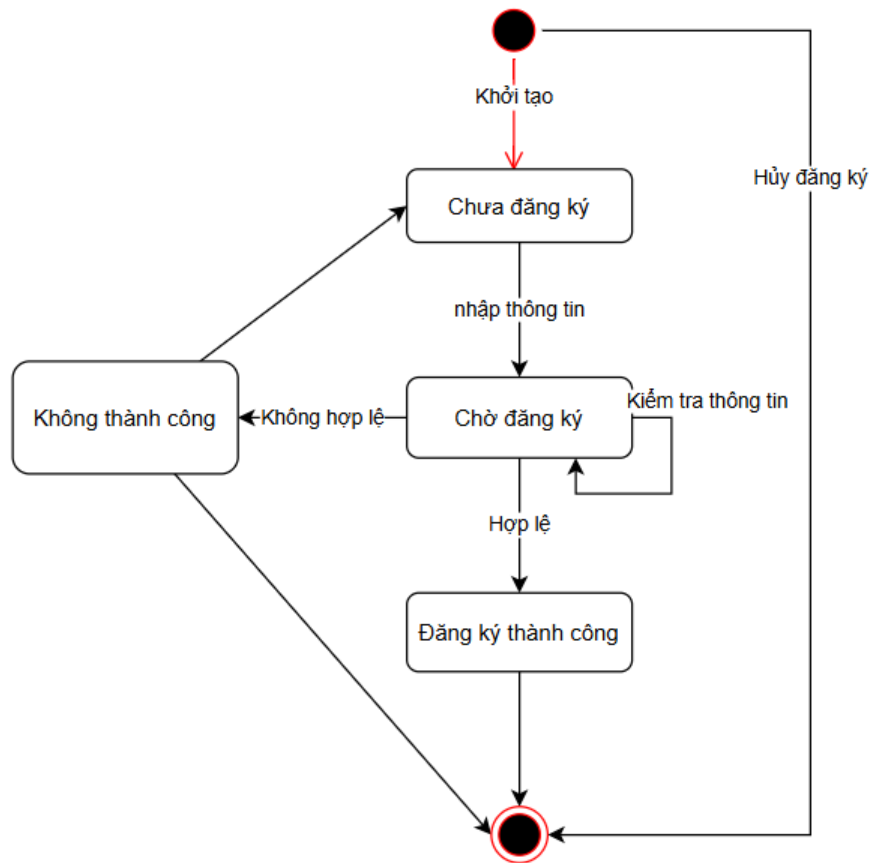 Khởi tạo
Hủy đăng ký
Chưa đăng ký
nhập thông tin
Kiểm tra thông tin
Không thành công
Không hợp lệ
Chờ đăng ký
Hợp lệ
Đăng ký thành công